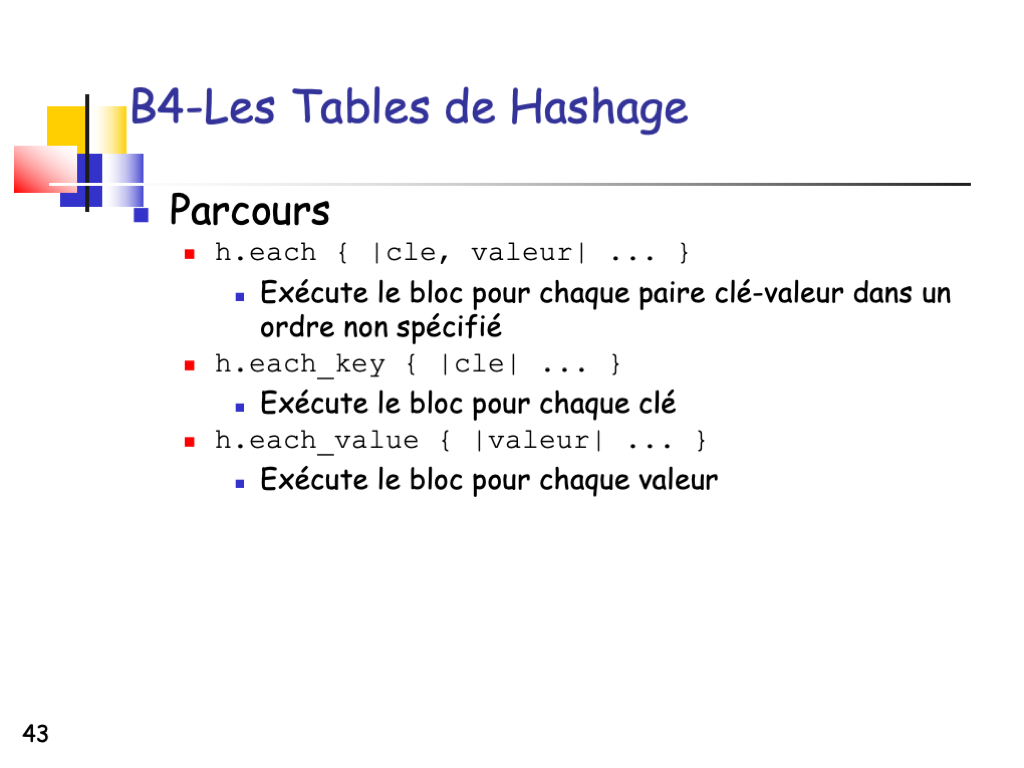 B4-Les Tables de Hashage
Parcours
h.each { |cle, valeur| ... }
Exécute le bloc pour chaque paire clé-valeur dans un
ordre non spécifié
h.each_key { |cle| ... }
Exécute le bloc pour chaque clé
h.each_value { |valeur| ... }
Exécute le bloc pour chaque valeur
43